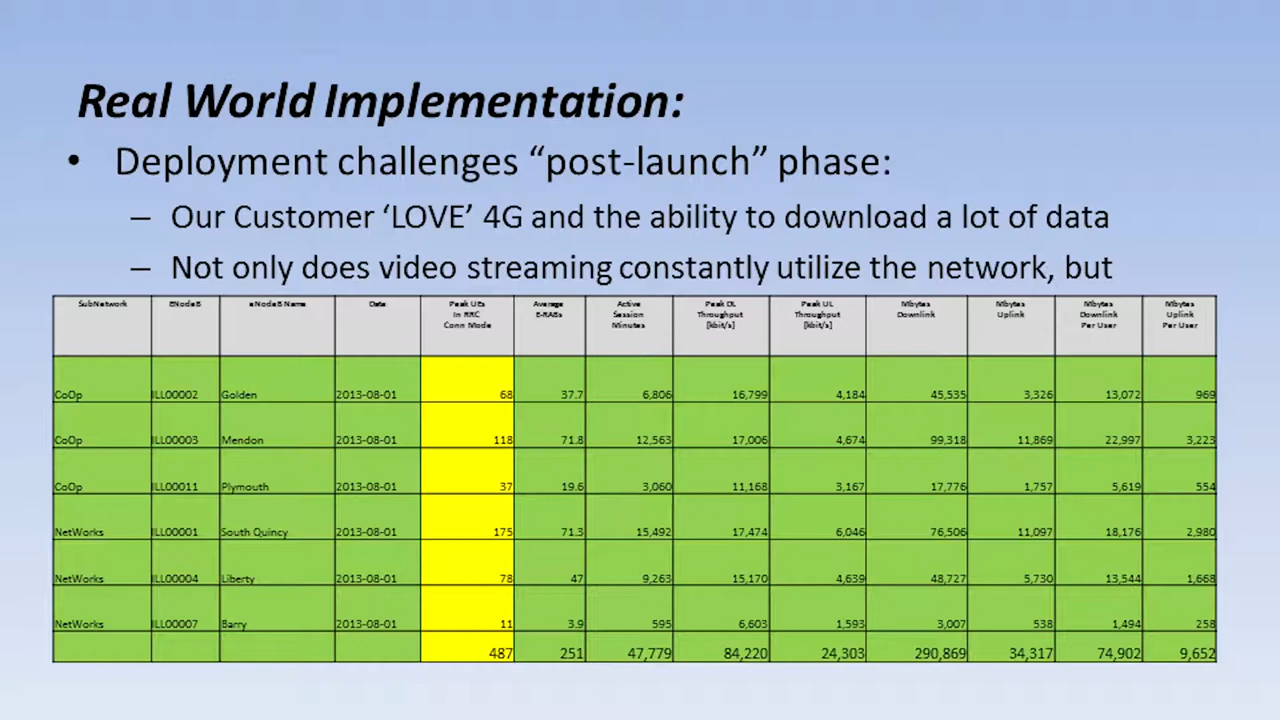 Real World Implementation:
• Deployment challenges “post-launch” phase:
– Our Customer ‘LOVE’ 4G and the ability to download a lot of data
– Not only does video streaming constantly utilize the network, but
SubNetwork ENodeB eNodeB Name Date Peak UEs In RRC Conn Mode Average E-RABs Active Session Minutes Peak DL Throughput [kbit/s] Peak UL Throughput [kbit/s] Mbytes Downlink Mbytes Uplink Mbytes Downlink Per User Mbytes Uplink Per User
CoOp ILL00002 Golden 2013-08-01 68 37.7 6,806 16,799 4,184 45,535 3,326 13,072 969
CoOp ILL00003 Mendon 2013-08-01 118 71.8 12,563 17,006 4,674 99,318 11,869 22,997 3,223
CoOp ILL00011 Plymouth 2013-08-01 37 19.6 3,060 11,168 3,167 17,776 1,757 5,619 554
NetWorks ILL00001 South Quincy 2013-08-01 175 71.3 15,492 17,474 6,046 76,506 11,097 18,176 2,980
NetWorks ILL00004 Liberty 2013-08-01 78 47 9,263 15,170 4,639 48,727 5,730 13,544 1,668
NetWorks ILL00007 Barry 2013-08-01 11 3.9 595 6,603 1,593 3,007 538 1,494 258
487 251 47,779 84,220 24,303 290,869 34,317 74,902 9,652